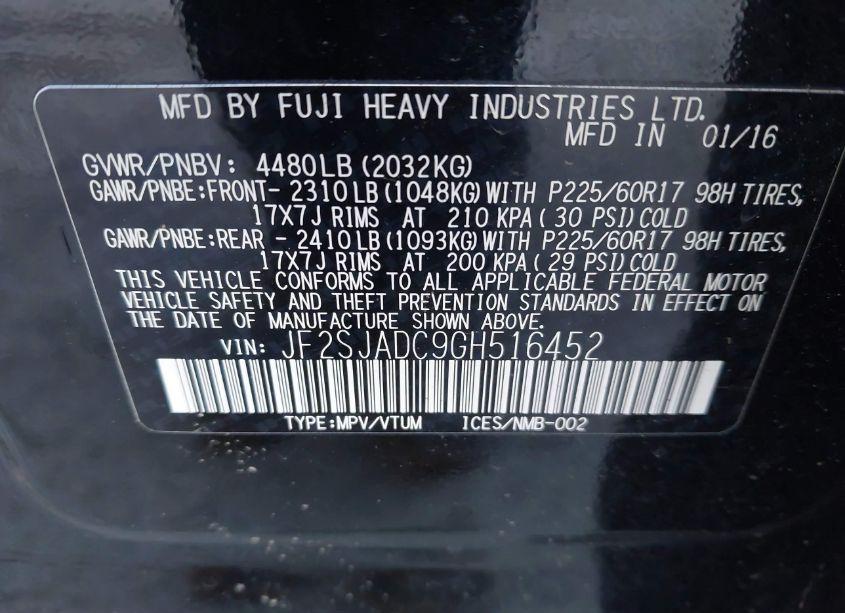 MFD BY FUJI HEAVY INDUSTRIES LTD.
MFD IN 01/16
GVWR/PNBV: 4480LB (2032KG)
GAWR/PNBE:FRONT- 2310LB (1048KG) WITH P225/60R17 98H TIRES,
17X7J RIMS AT 210 KPA ( 30 PSI) COLD
GAWR/PNBE:REAR - 2410LB (1093KG) WITH P225/60R17 98H TIRES,
17X7J RIMS AT 200 KPA ( 29 PSI) COLD
THIS VEHICLE CONFORMS TO ALL APPLICABLE FEDERAL MOTOR
VEHICLE SAFETY AND THEFT PREVENTION STANDARDS IN EFFECT ON
THE DATE OF MANUFACTURE SHOWN ABOVE.
VIN: JF2SJADC9GH516452
TYPE:MPV/VTUM ICES/NMB-002